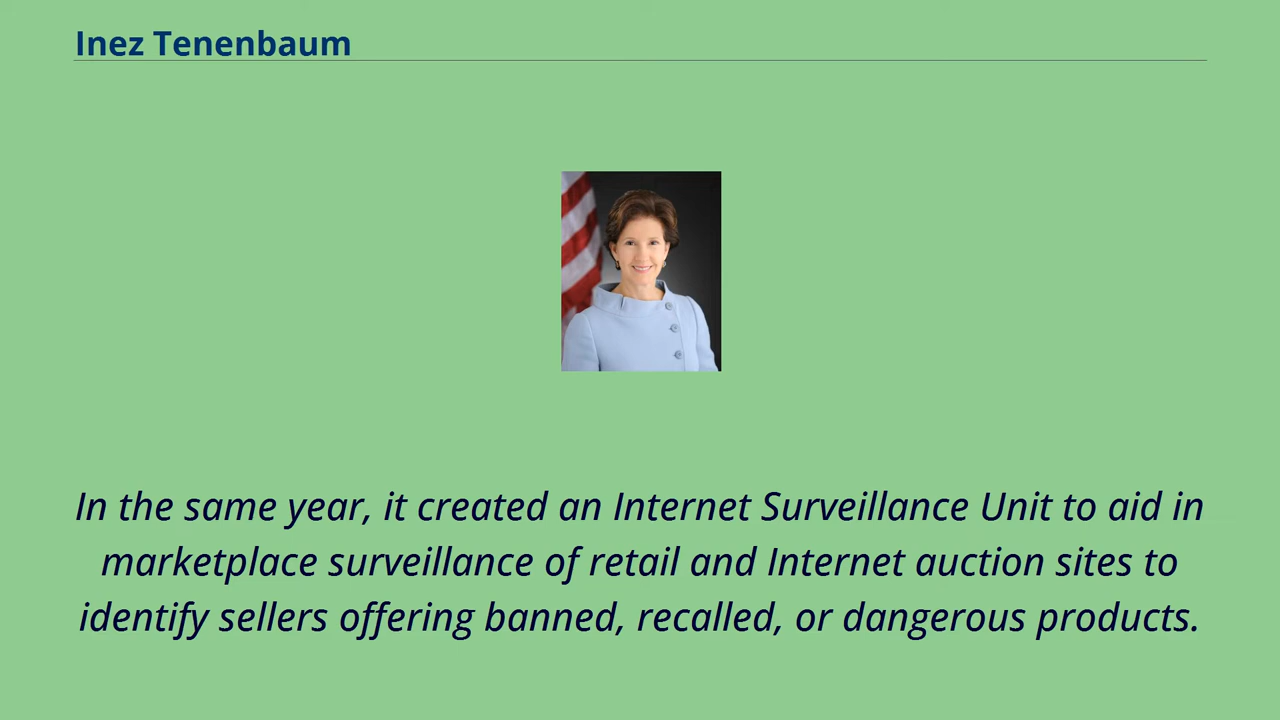 Inez Tenenbaum
In the same year, it created an Internet Surveillance Unit to aid in
marketplace surveillance of retail and Internet auction sites to
identify sellers offering banned, recalled, or dangerous products.